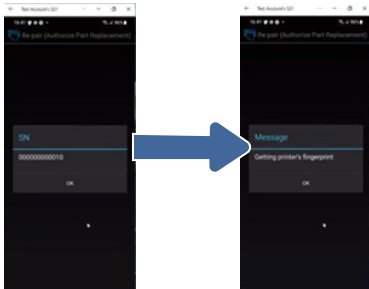 Test Account's S21
Re-pair (Authorize Part Replacement)
SN
000000000010
OK
Test Account's S21
Re-pair (Authorize Part Replacement)
Message
Getting printer's fingerprint
OK